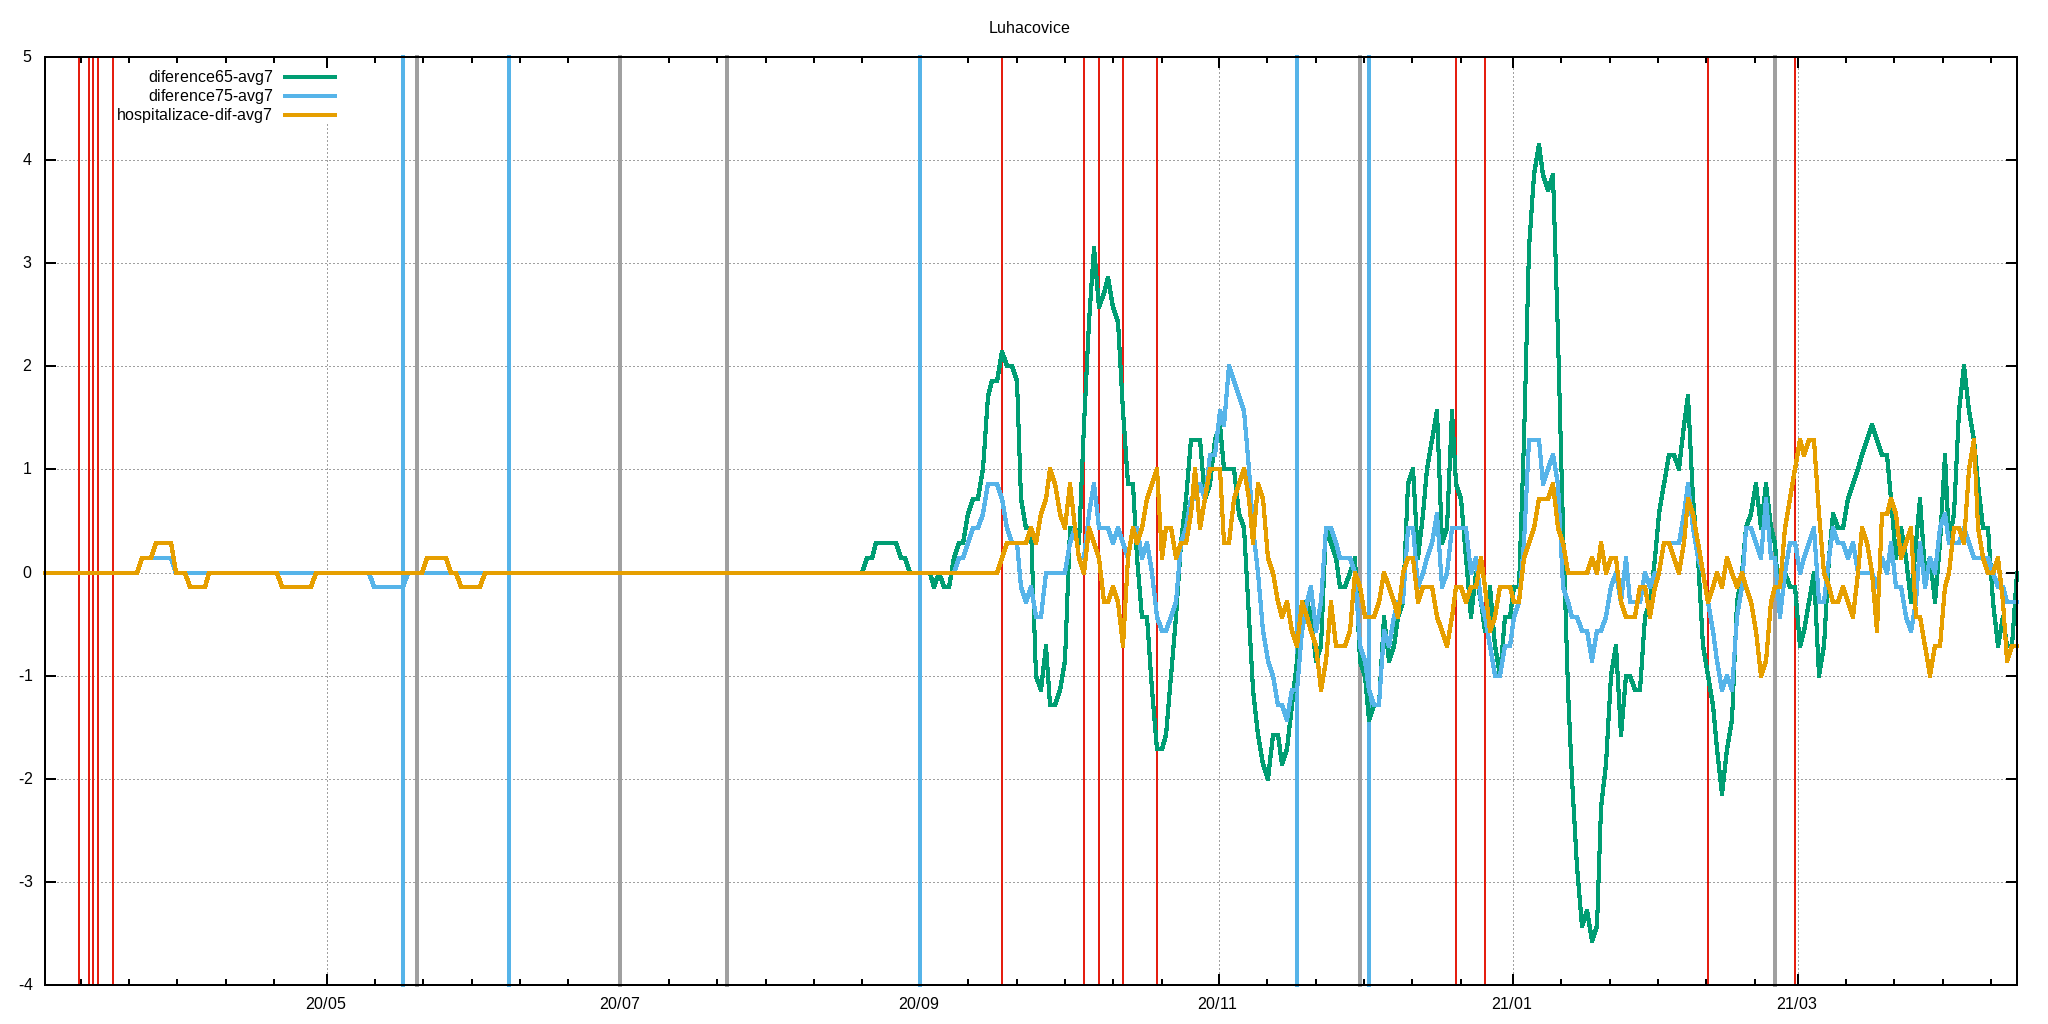 Luhacovice
5
diference65-avg7
diference75-avg7
hospitalizace-dif-avg7
4
3
2
1
0
-1
-2
-3
-4
20/05 20/07 20/09 20/11 21/01 21/03